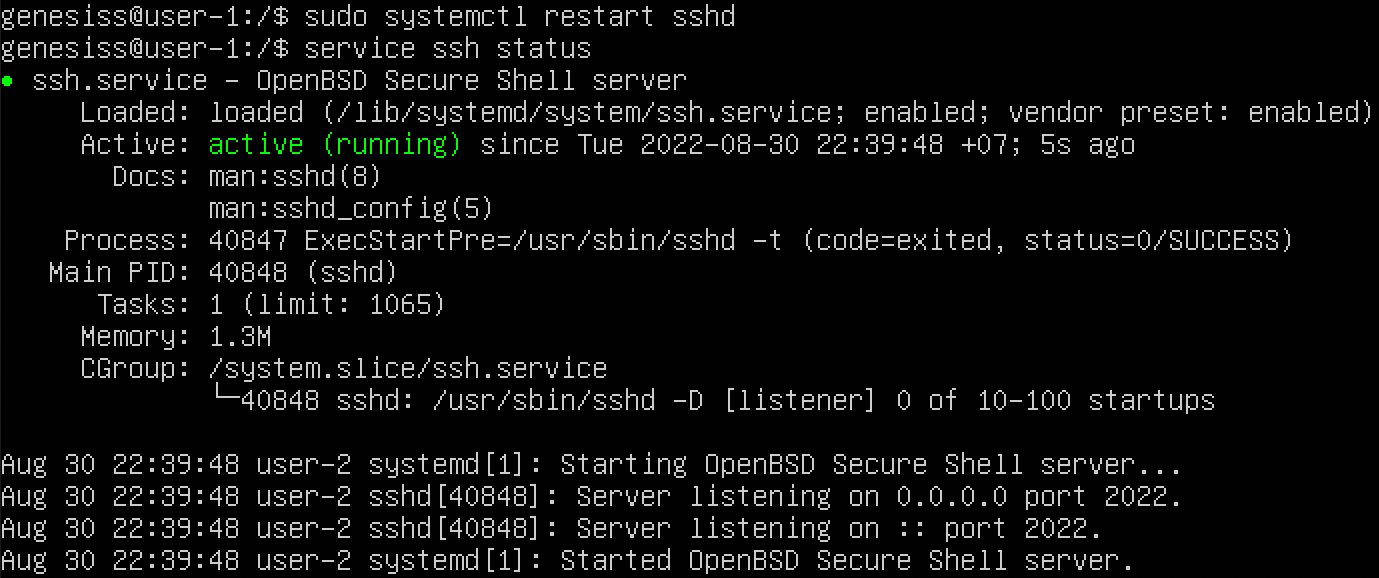 genesiss@user-1:/$ sudo systemctl restart sshd
genesiss@user-1:/$ service ssh status
● ssh.service - OpenBSD Secure Shell server
     Loaded: loaded (/lib/systemd/system/ssh.service; enabled; vendor preset: enabled)
     Active: active (running) since Tue 2022-08-30 22:39:48 +07; 5s ago
       Docs: man:sshd(8)
             man:sshd_config(5)
    Process: 40847 ExecStartPre=/usr/sbin/sshd -t (code=exited, status=0/SUCCESS)
   Main PID: 40848 (sshd)
      Tasks: 1 (limit: 1065)
     Memory: 1.3M
     CGroup: /system.slice/ssh.service
             └─40848 sshd: /usr/sbin/sshd -D [listener] 0 of 10-100 startups

Aug 30 22:39:48 user-2 systemd[1]: Starting OpenBSD Secure Shell server...
Aug 30 22:39:48 user-2 sshd[40848]: Server listening on 0.0.0.0 port 2022.
Aug 30 22:39:48 user-2 sshd[40848]: Server listening on :: port 2022.
Aug 30 22:39:48 user-2 systemd[1]: Started OpenBSD Secure Shell server.